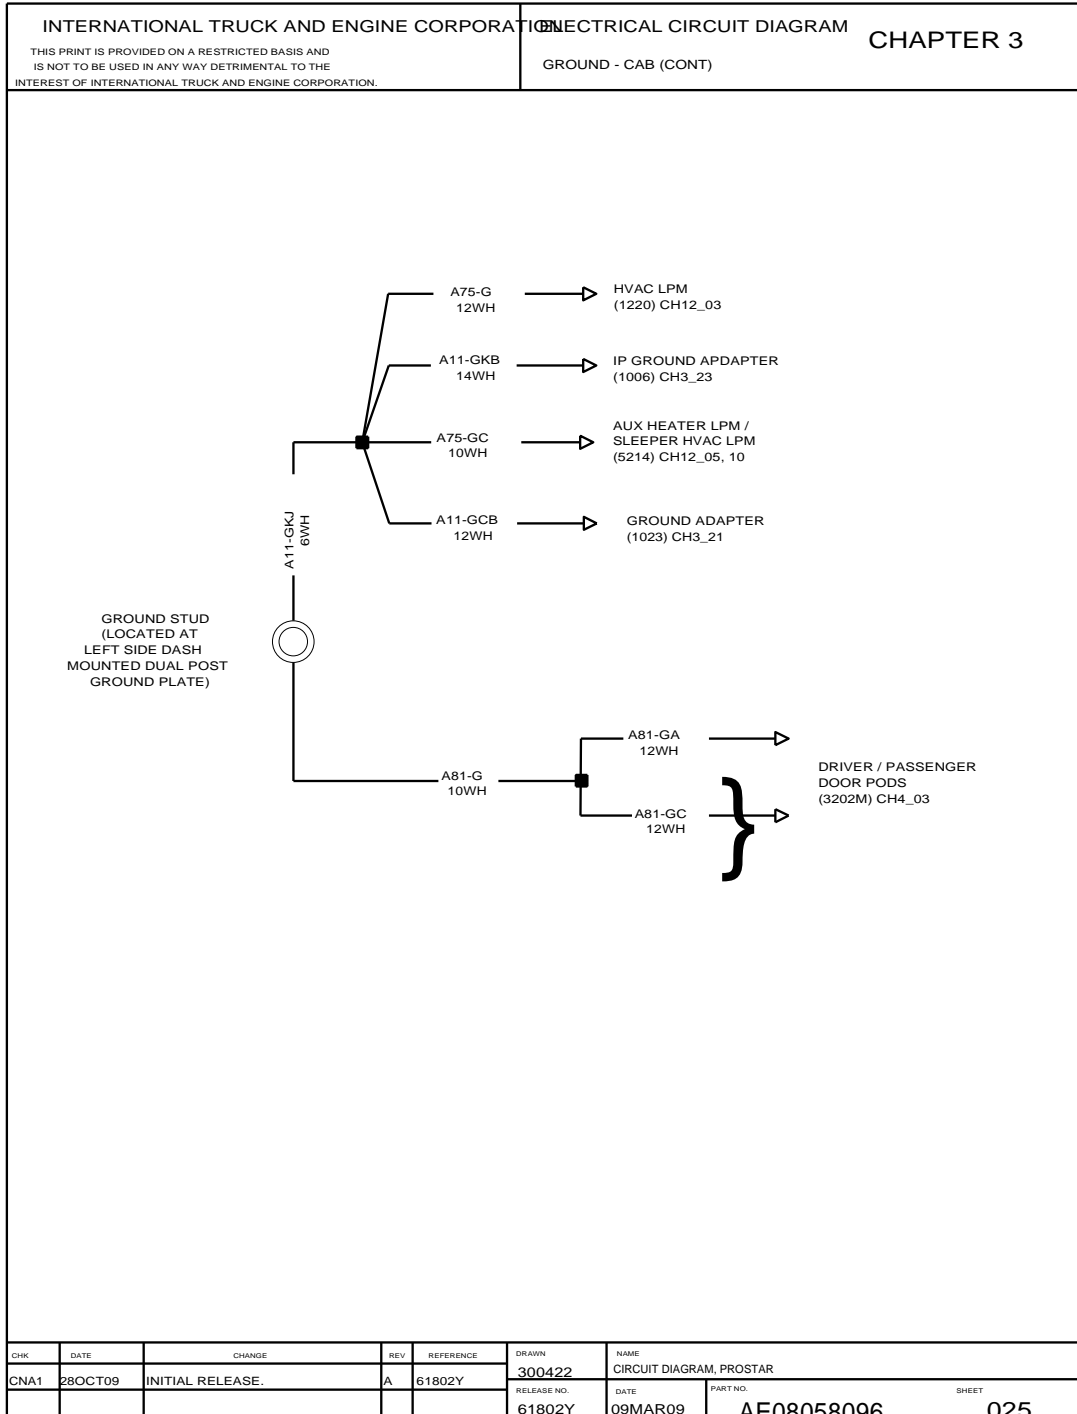 INTERNATIONAL TRUCK AND ENGINE CORPORATION
THIS PRINT IS PROVIDED ON A RESTRICTED BASIS AND
IS NOT TO BE USED IN ANY WAY DETRIMENTAL TO THE
INTEREST OF INTERNATIONAL TRUCK AND ENGINE CORPORATION.
ELECTRICAL CIRCUIT DIAGRAM
GROUND - CAB (CONT)
CHAPTER 3
A75-G
12WH
HVAC LPM
(1220) CH12_03
A11-GKB
14WH
IP GROUND APDAPTER
(1006) CH3_23
A75-GC
10WH
AUX HEATER LPM /
SLEEPER HVAC LPM
(5214) CH12_05, 10
A11-GCB
12WH
GROUND ADAPTER
(1023) CH3_21
A11-GKJ
6WH
GROUND STUD
(LOCATED AT
LEFT SIDE DASH
MOUNTED DUAL POST
GROUND PLATE)
A81-G
10WH
A81-GA
12WH
A81-GC
12WH
}
DRIVER / PASSENGER
DOOR PODS
(3202M) CH4_03
CHK DATE CHANGE REV REFERENCE
CNA1 28OCT09 INITIAL RELEASE. A 61802Y
DRAWN
300422
NAME
CIRCUIT DIAGRAM, PROSTAR
RELEASE NO.
61802Y
DATE
09MAR09
PART NO.
AE08058096
SHEET
025